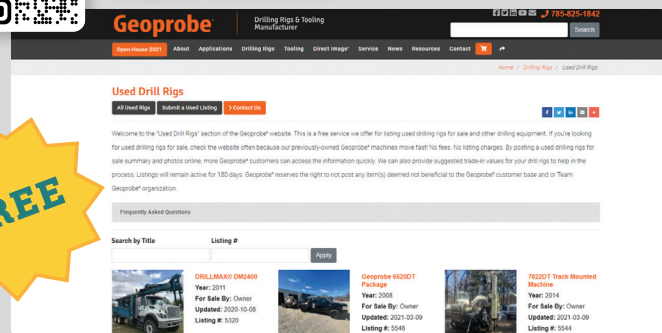 Geoprobe®
Drilling Rigs & Tooling
Manufacturer
785-825-1842
Search
Open House 2021 About Applications Drilling Rigs Tooling Direct Image® Service News Resources Contact
Home / Drilling Rigs / Used Drill Rigs
Used Drill Rigs
All Used Rigs Submit a Used Listing > Contact Us
Welcome to the "Used Drill Rigs" section of the Geoprobe® website. This is a free service we offer for listing used drilling rigs for sale and other drilling equipment. If you're looking
for used drilling rigs for sale, check the website often because our previously-owned Geoprobe® machines move fast! No fees. No listing charges. By posting a used drilling rigs for
sale summary and photos online, more Geoprobe® customers can access the information quickly. We can also provide suggested trade-in values for your drill rigs to help in the
process. Listings will remain active for 180 days. Geoprobe® reserves the right to not post any item(s) deemed not beneficial to the Geoprobe® customer base and or Team
Geoprobe® organization.
REE
Frequently Asked Questions
Search by Title Listing #
Apply
DRILLMAX® DM2400
Year: 2011
For Sale By: Owner
Updated: 2020-10-08
Listing #: 5320
Geoprobe 6620DT
Package
Year: 2008
For Sale By: Owner
Updated: 2021-03-09
Listing #: 5546
7822DT Track Mounted
Machine
Year: 2014
For Sale By: Owner
Updated: 2021-03-09
Listing #: 5544